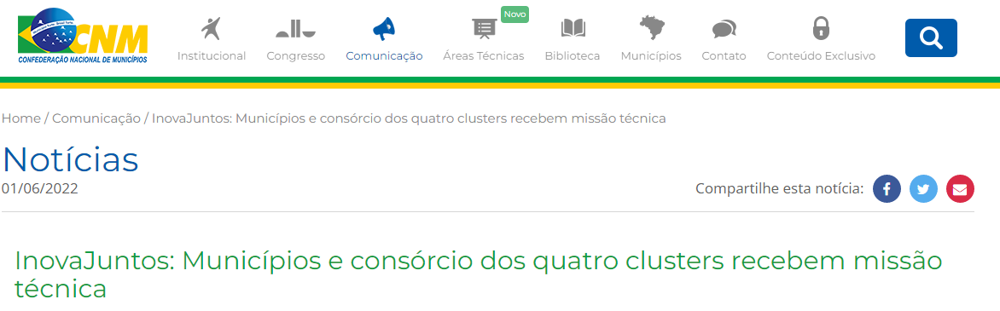 CNM
CONFEDERAÇÃO NACIONAL DE MUNICÍPIOS
Novo
Institucional Congresso Comunicação Áreas Técnicas Biblioteca Municípios Contato Conteúdo Exclusivo
Home / Comunicação / InovaJuntos: Municípios e consórcio dos quatro clusters recebem missão técnica
Notícias
01/06/2022 Compartilhe esta notícia:
InovaJuntos: Municípios e consórcio dos quatro clusters recebem missão
técnica